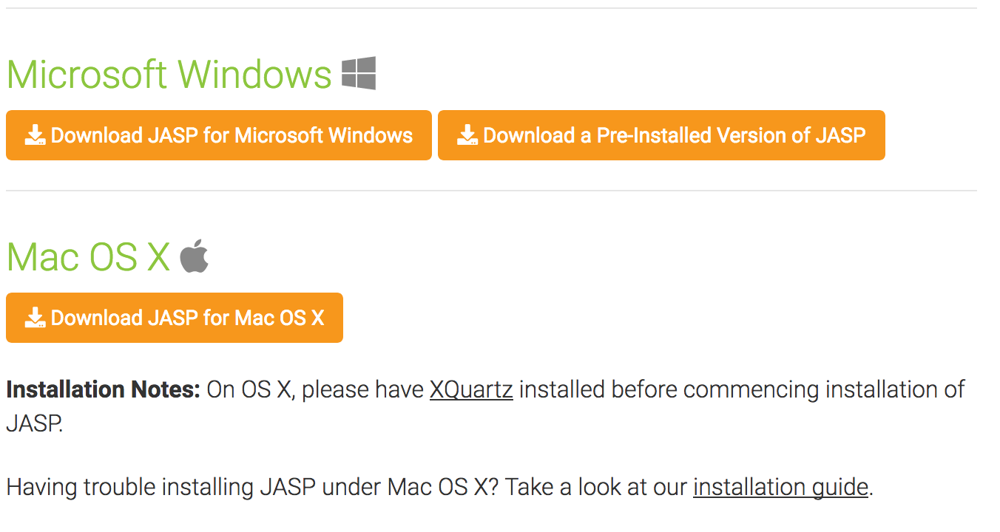 Microsoft Windows
Download JASP for Microsoft Windows
Download a Pre-Installed Version of JASP
Mac OS X
Download JASP for Mac OS X
Installation Notes: On OS X, please have XQuartz installed before commencing installation of
JASP.
Having trouble installing JASP under Mac OS X? Take a look at our installation guide.